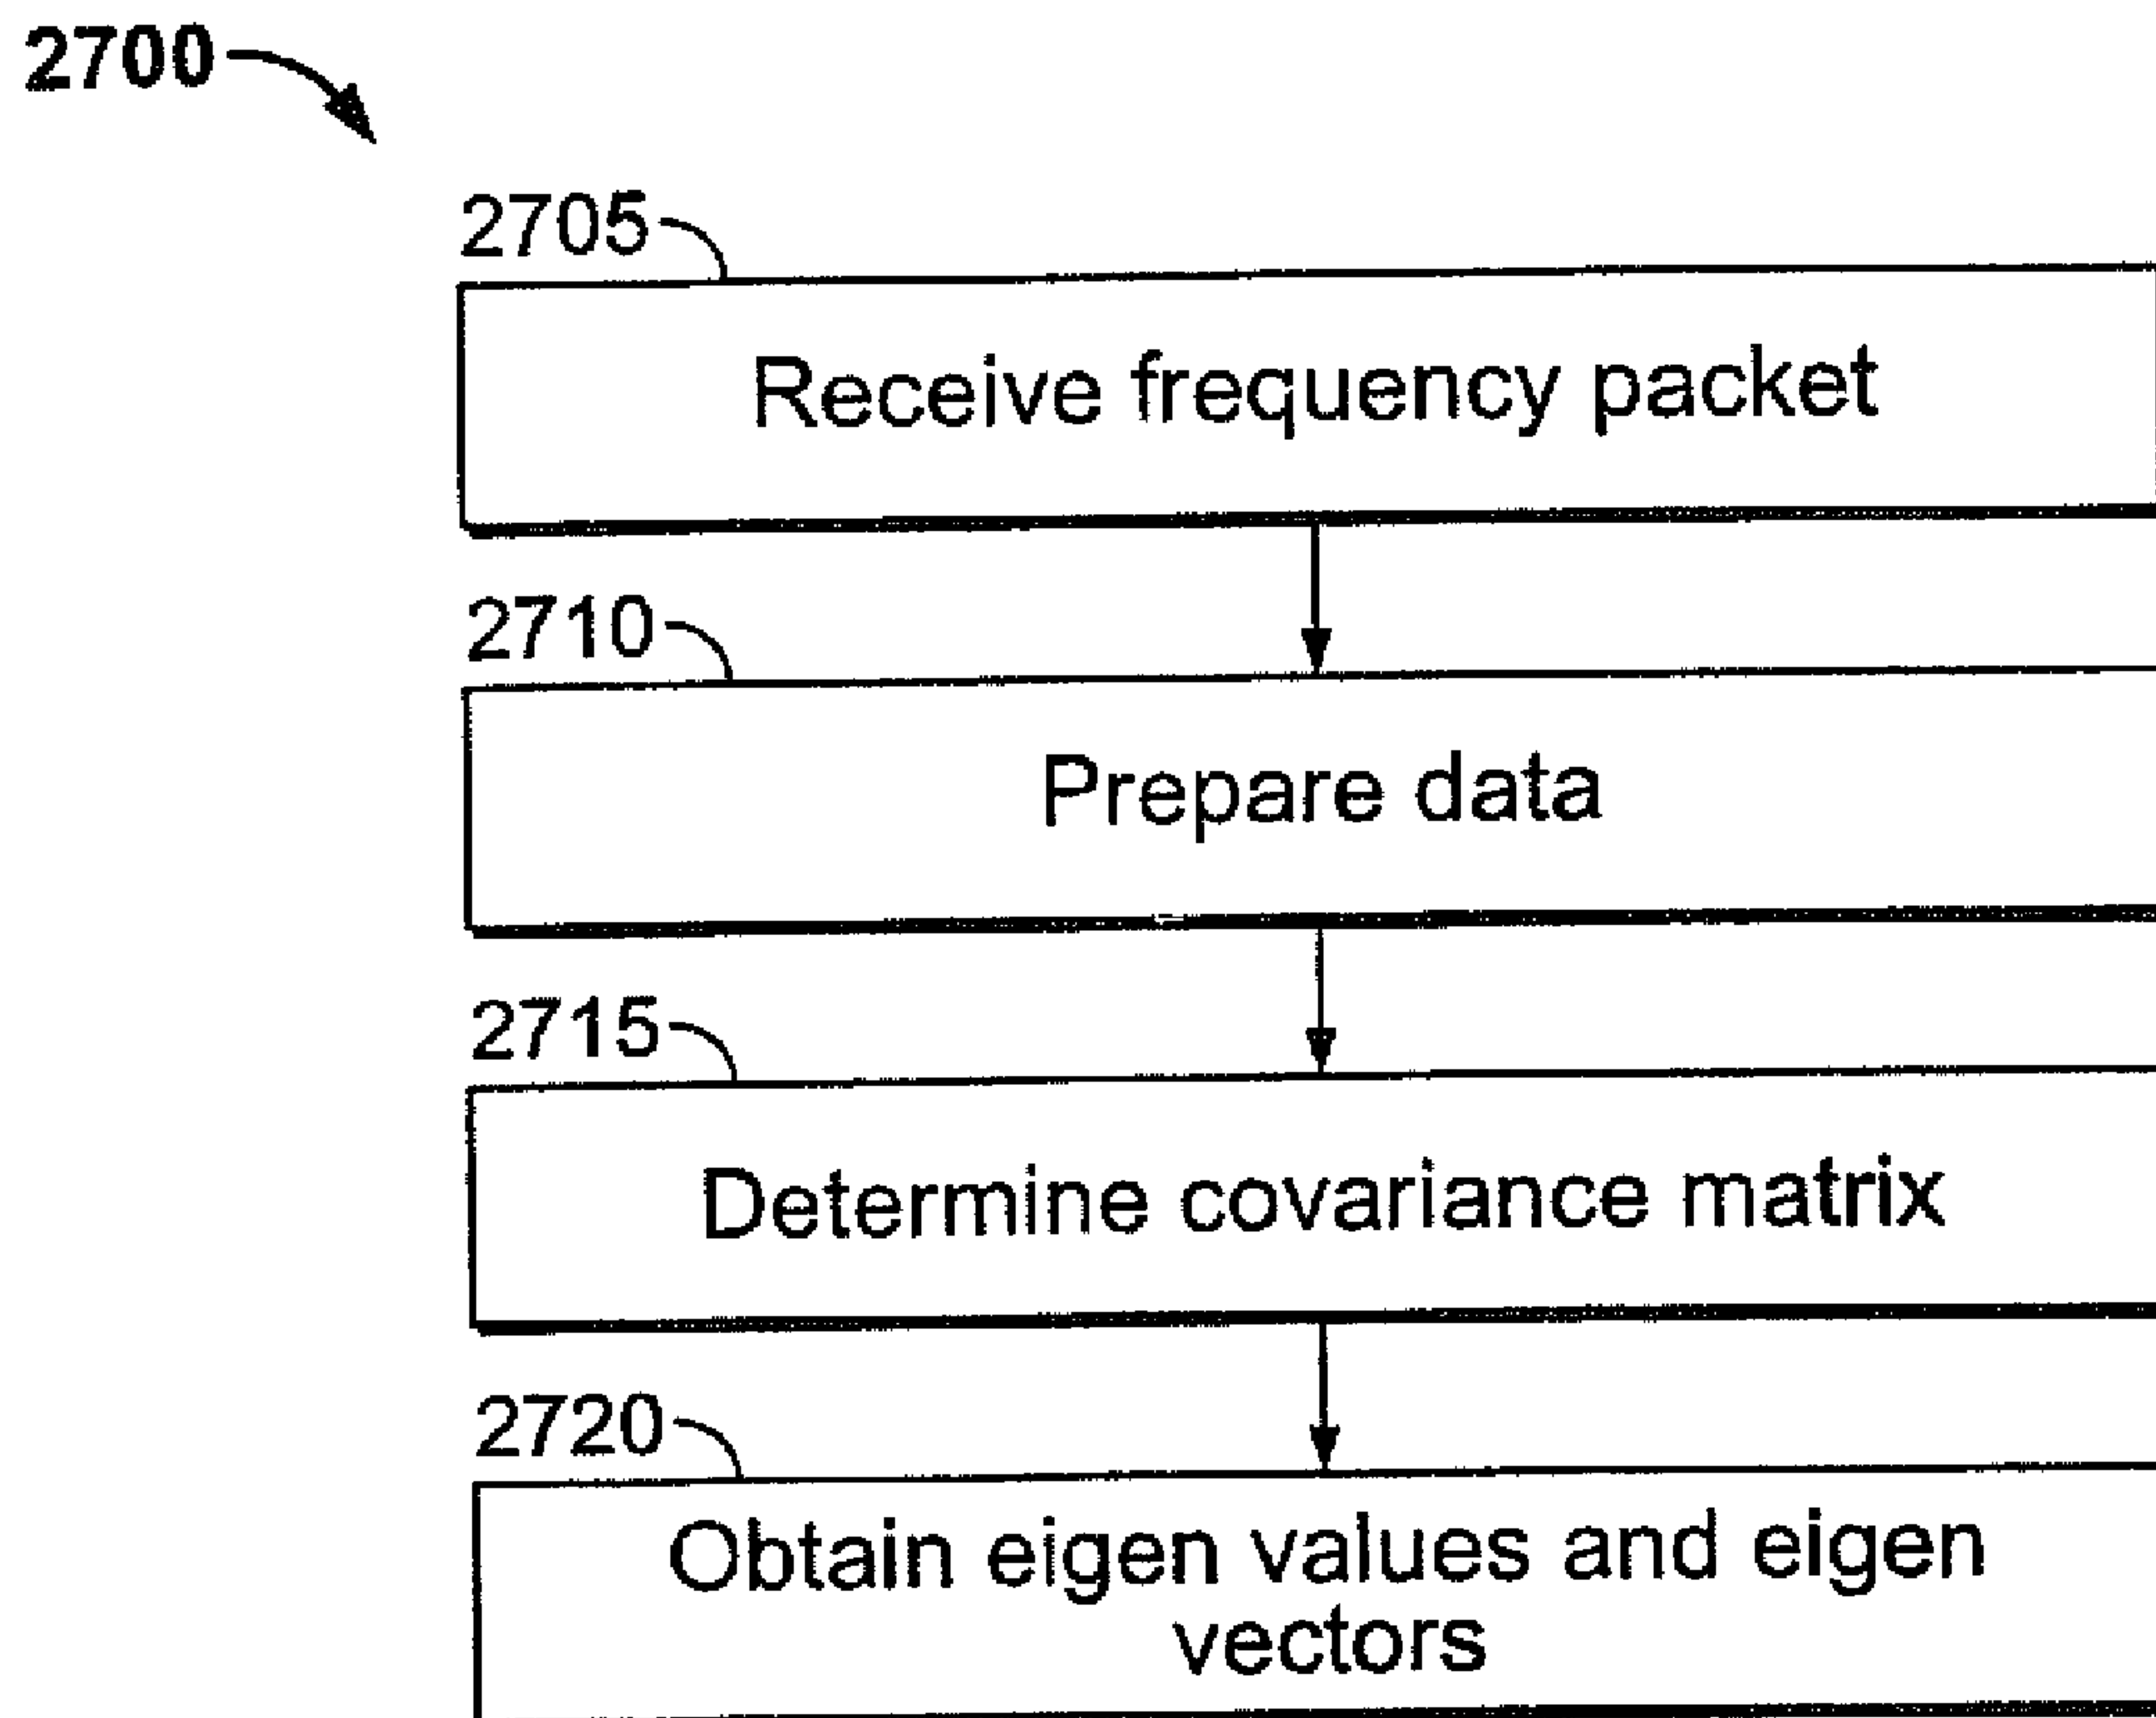 2700
2705
Receive frequency packet
2710
Prepare data
2715
Determine covariance matrix
2720
Obtain eigen values and eigen
vectors